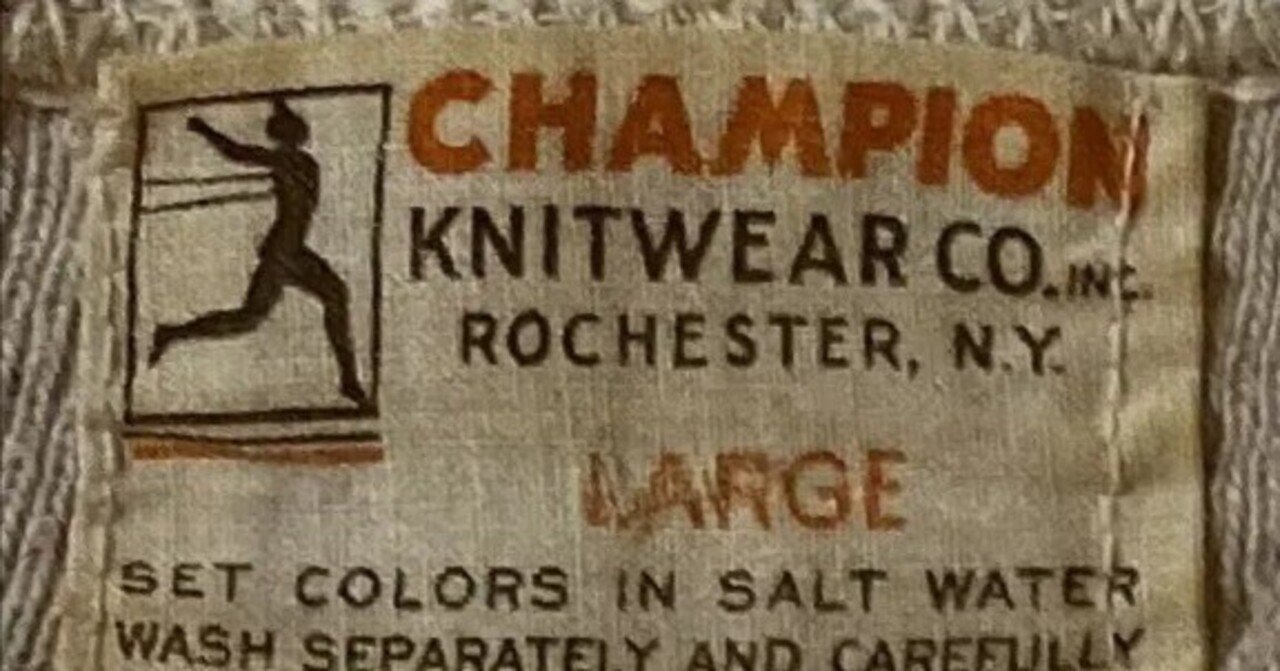 CHAMPION
KNITWEAR CO. INC.
ROCHESTER, N.Y.
LARGE
SET COLORS IN SALT WATER
WASH SEPARATELY AND CAREFULLY